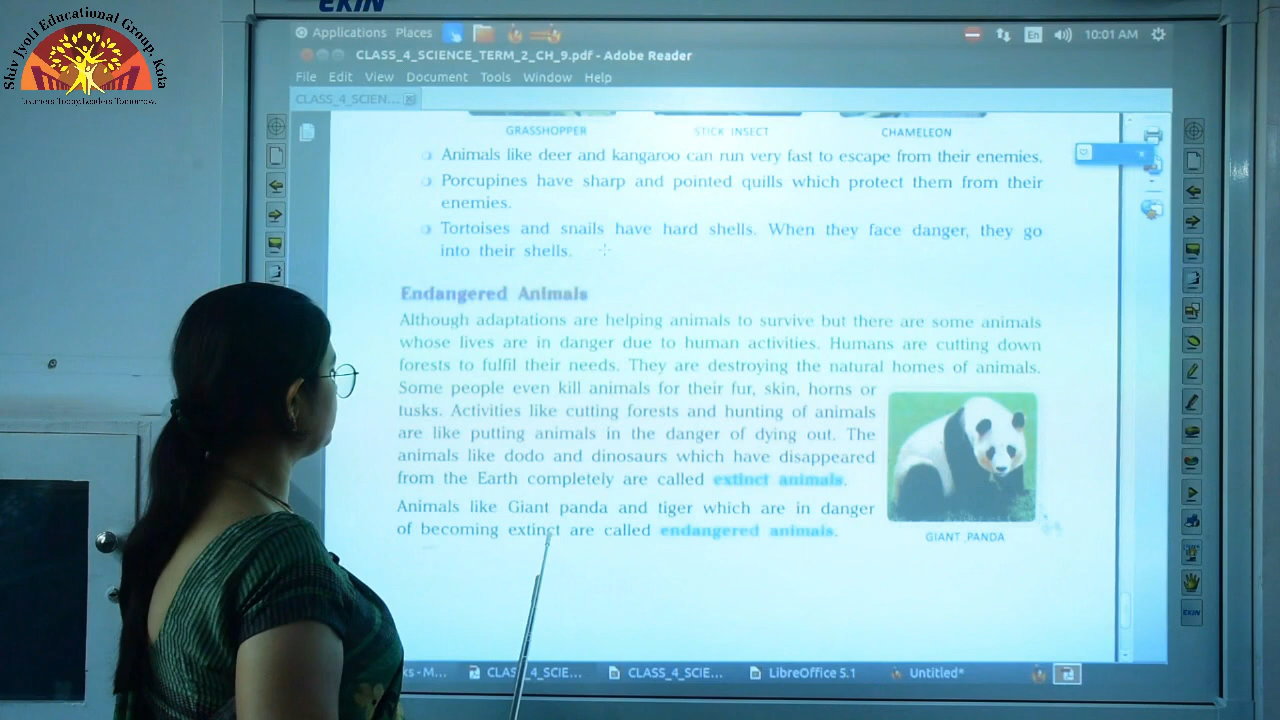 EKIN
Shiv Jyoti Educational Group, Kota
Learners Today, Leaders Tomorrow.
Applications Places
En 10:01 AM
CLASS_4_SCIENCE_TERM_2_CH_9.pdf - Adobe Reader
File Edit View Document Tools Window Help
CLASS_4_SCIEN...
GRASSHOPPER STICK INSECT CHAMELEON
Animals like deer and kangaroo can run very fast to escape from their enemies.
Porcupines have sharp and pointed quills which protect them from their
enemies.
Tortoises and snails have hard shells. When they face danger, they go
into their shells.
Endangered Animals
Although adaptations are helping animals to survive but there are some animals
whose lives are in danger due to human activities. Humans are cutting down
forests to fulfil their needs. They are destroying the natural homes of animals.
Some people even kill animals for their fur, skin, horns or
tusks. Activities like cutting forests and hunting of animals
are like putting animals in the danger of dying out. The
animals like dodo and dinosaurs which have disappeared
from the Earth completely are called extinct animals.
Animals like Giant panda and tiger which are in danger
of becoming extinct are called endangered animals.
GIANT PANDA
EKIN
ks - M... CLASS_4_SCIE... CLASS_4_SCIE... LibreOffice 5.1 Untitled*